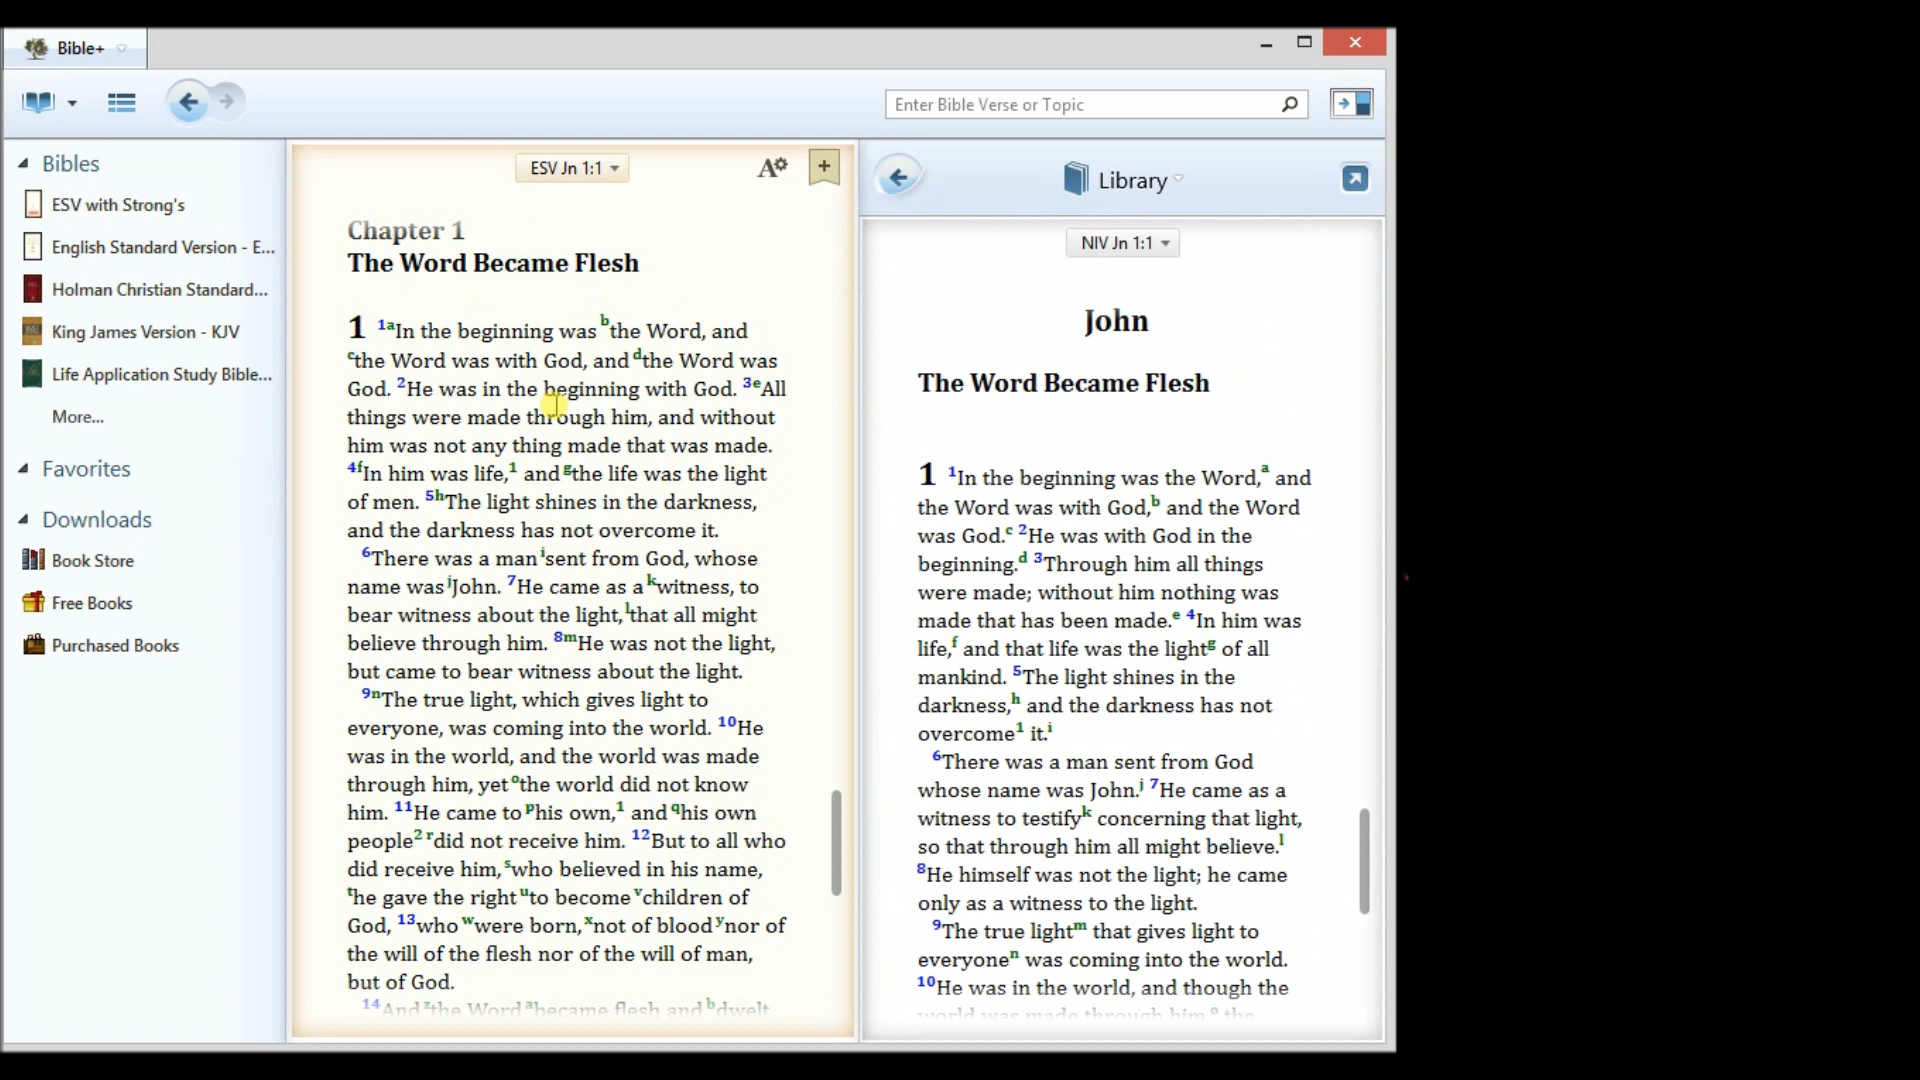 Bible+
Enter Bible Verse or Topic
Bibles
ESV with Strong's
English Standard Version - E...
Holman Christian Standard...
King James Version - KJV
Life Application Study Bible...
More...
Favorites
Downloads
Book Store
Free Books
Purchased Books
ESV Jn 1:1
A
Chapter 1
The Word Became Flesh
1 1aIn the beginning was bthe Word, and
cthe Word was with God, and dthe Word was
God. 2He was in the beginning with God. 3eAll
things were made through him, and without
him was not any thing made that was made.
4fIn him was life,1 and gthe life was the light
of men. 5hThe light shines in the darkness,
and the darkness has not overcome it.
6There was a man isent from God, whose
name was jJohn. 7He came as a kwitness, to
bear witness about the light, lthat all might
believe through him. 8mHe was not the light,
but came to bear witness about the light.
9nThe true light, which gives light to
everyone, was coming into the world. 10He
was in the world, and the world was made
through him, yet othe world did not know
him. 11He came to phis own,1 and qhis own
people2 rdid not receive him. 12But to all who
did receive him, swho believed in his name,
the gave the right uto become vchildren of
God, 13who wwere born, xnot of blood ynor of
the will of the flesh nor of the will of man,
but of God.
14And zthe Word abecame flesh and bdwelt
Library
NIV Jn 1:1
John
The Word Became Flesh
1 1In the beginning was the Word,a and
the Word was with God,b and the Word
was God.c 2He was with God in the
beginning.d 3Through him all things
were made; without him nothing was
made that has been made.e 4In him was
life,f and that life was the lightg of all
mankind. 5The light shines in the
darkness,h and the darkness has not
overcome1 it.i
6There was a man sent from God
whose name was John.j 7He came as a
witness to testifyk concerning that light,
so that through him all might believe.l
8He himself was not the light; he came
only as a witness to the light.
9The true lightm that gives light to
everyonen was coming into the world.
10He was in the world, and though the
world was made through him,o the